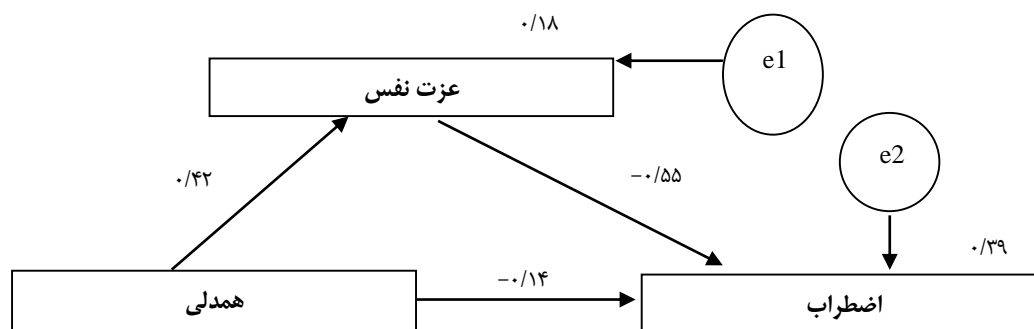 ۰/۱۸
e1
عزت نفس
e2
۰/۴۲
-۰/۵۵
۰/۳۹
همدلی
-۰/۱۴
اضطراب